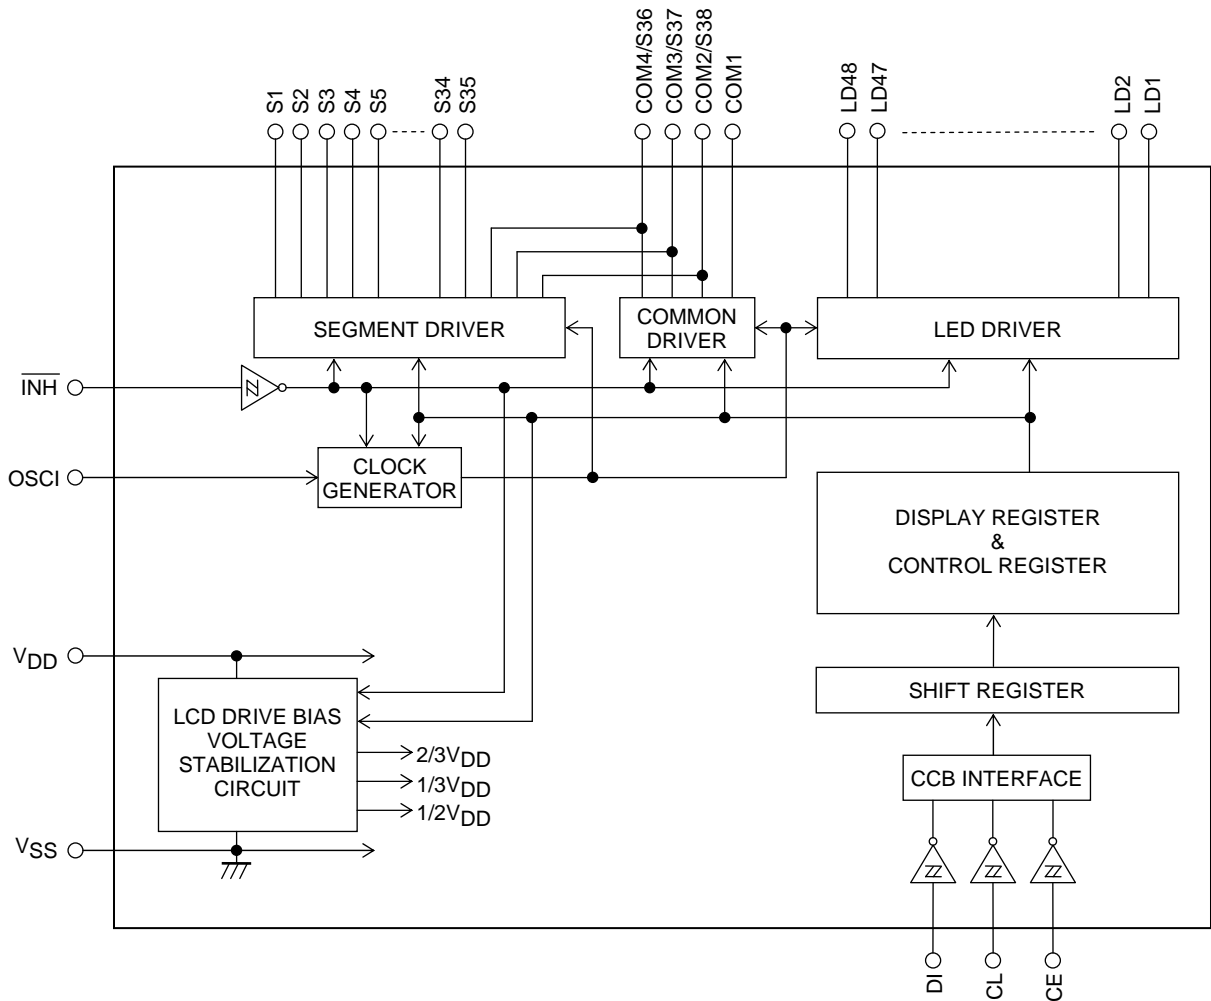 S1
S2
S3
S4
S5
S34
S35
COM4/S36
COM3/S37
COM2/S38
COM1
LD48
LD47
LD2
LD1
SEGMENT DRIVER
COMMON
DRIVER
LED DRIVER
INH
OSCI
CLOCK
GENERATOR
DISPLAY REGISTER
&
CONTROL REGISTER
VDD
SHIFT REGISTER
LCD DRIVE BIAS
VOLTAGE
STABILIZATION
CIRCUIT
2/3VDD
1/3VDD
1/2VDD
CCB INTERFACE
VSS
DI
CL
CE